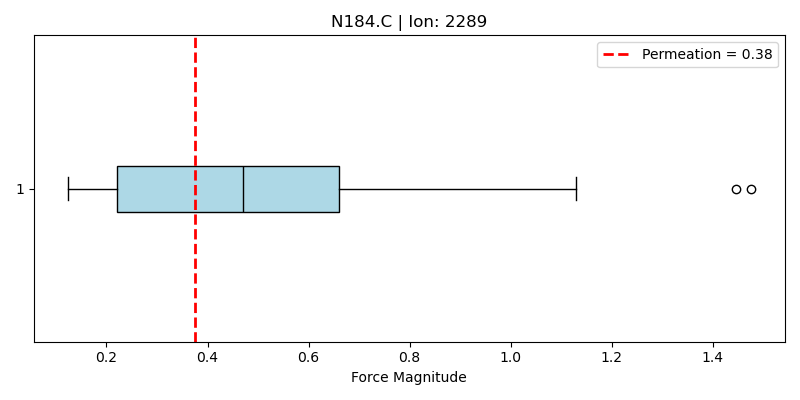 N184.C | Ion: 2289
Permeation = 0.38
1
0.2 0.4 0.6 0.8 1.0 1.2 1.4
Force Magnitude